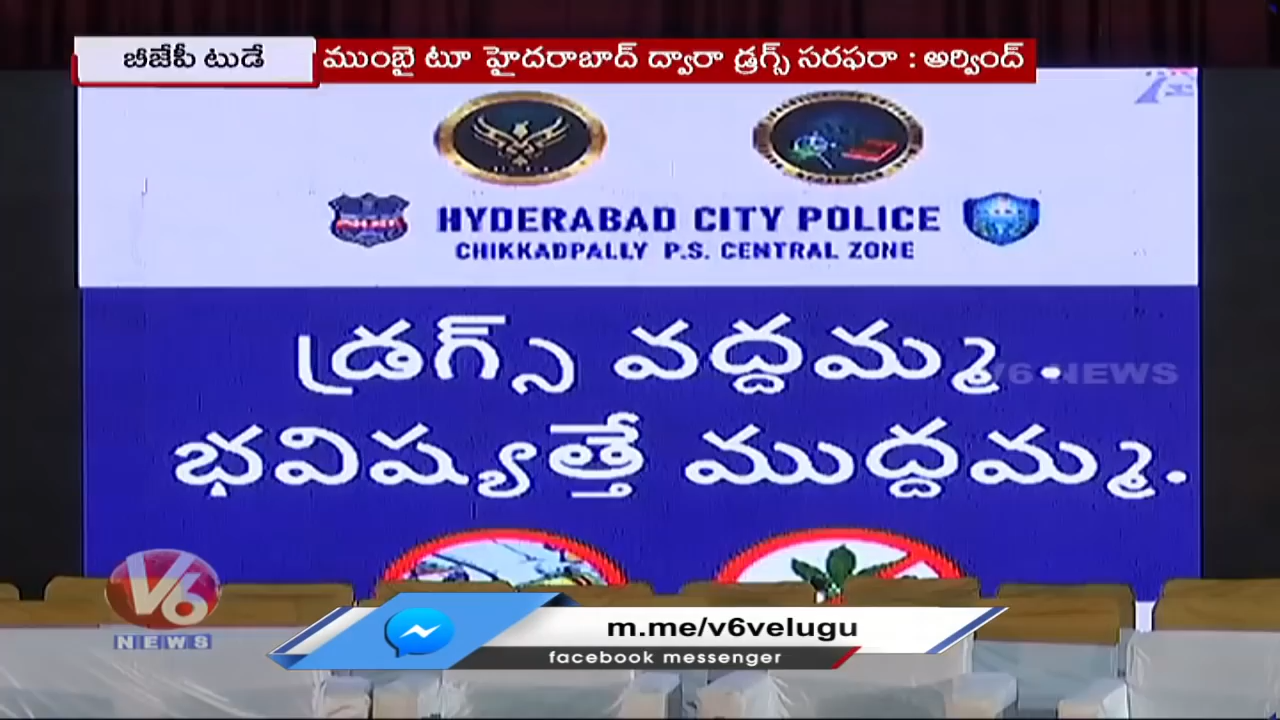 బీజేపీ టుడే
ముంబై టూ హైదరాబాద్ ద్వారా డ్రగ్స్ సరఫరా : అర్వింద్
HYDERABAD CITY POLICE
CHIKKADPALLY P.S. CENTRAL ZONE
డ్రగ్స్ వద్దమ్మ .
V6 NEWS
భవిష్యత్తే ముద్దమ్మ.
V6
NEWS
m.me/v6velugu
facebook messenger